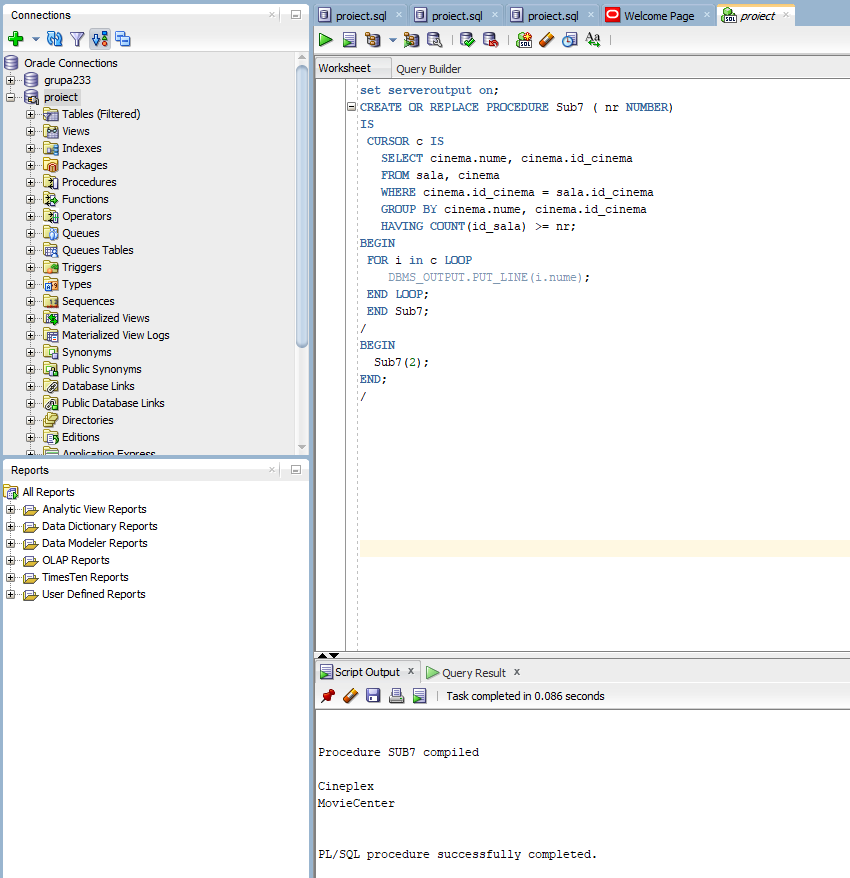 Connections
Oracle Connections
grupa233
project
Tables (Filtered)
Views
Indexes
Packages
Procedures
Functions
Operators
Queues
Queues Tables
Triggers
Types
Sequences
Materialized Views
Materialized View Logs
Synonyms
Public Synonyms
Database Links
Public Database Links
Directories
Editions
Application Express
Reports
All Reports
Analytic View Reports
Data Dictionary Reports
Data Modeler Reports
OLAP Reports
TimesTen Reports
User Defined Reports
proiect.sql
proiect.sql
proiect.sql
Welcome Page
proiect
Worksheet
Query Builder
set serveroutput on;
CREATE OR REPLACE PROCEDURE Sub7 ( nr NUMBER)
IS
CURSOR c IS
SELECT cinema.nume, cinema.id_cinema
FROM sala, cinema
WHERE cinema.id_cinema = sala.id_cinema
GROUP BY cinema.nume, cinema.id_cinema
HAVING COUNT(id_sala) >= nr;
BEGIN
FOR i in c LOOP
DBMS_OUTPUT.PUT_LINE(i.nume);
END LOOP;
END Sub7;
/
BEGIN
Sub7(2);
END;
/
Script Output
Query Result
Task completed in 0.086 seconds
Procedure SUB7 compiled
Cineplex
MovieCenter
PL/SQL procedure successfully completed.